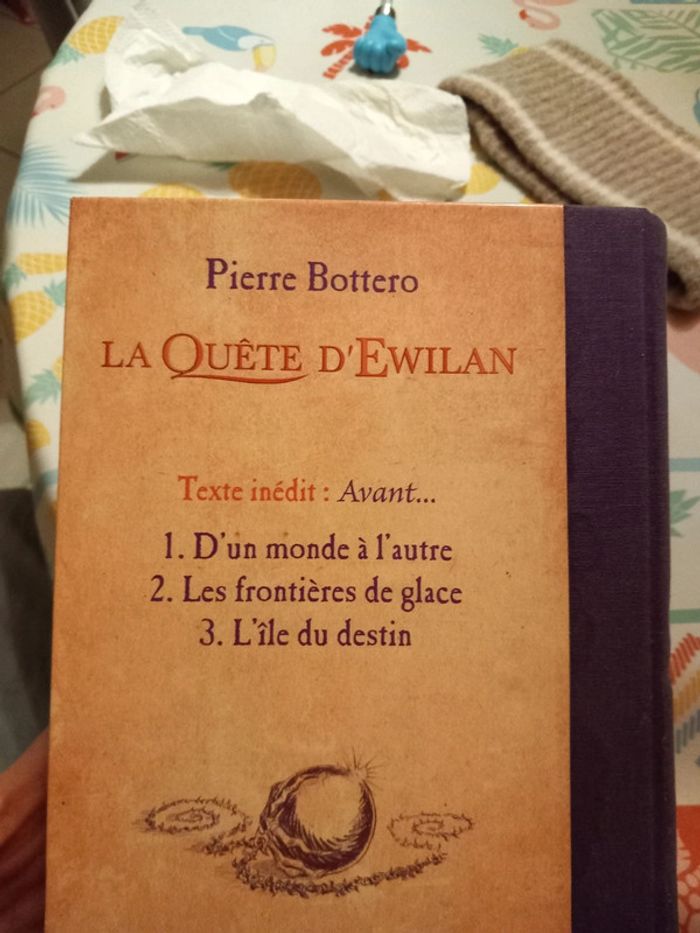 Pierre Bottero
LA QUÊTE D'EWILAN
Texte inédit : Avant...
1. D'un monde à l'autre
2. Les frontières de glace
3. L'île du destin